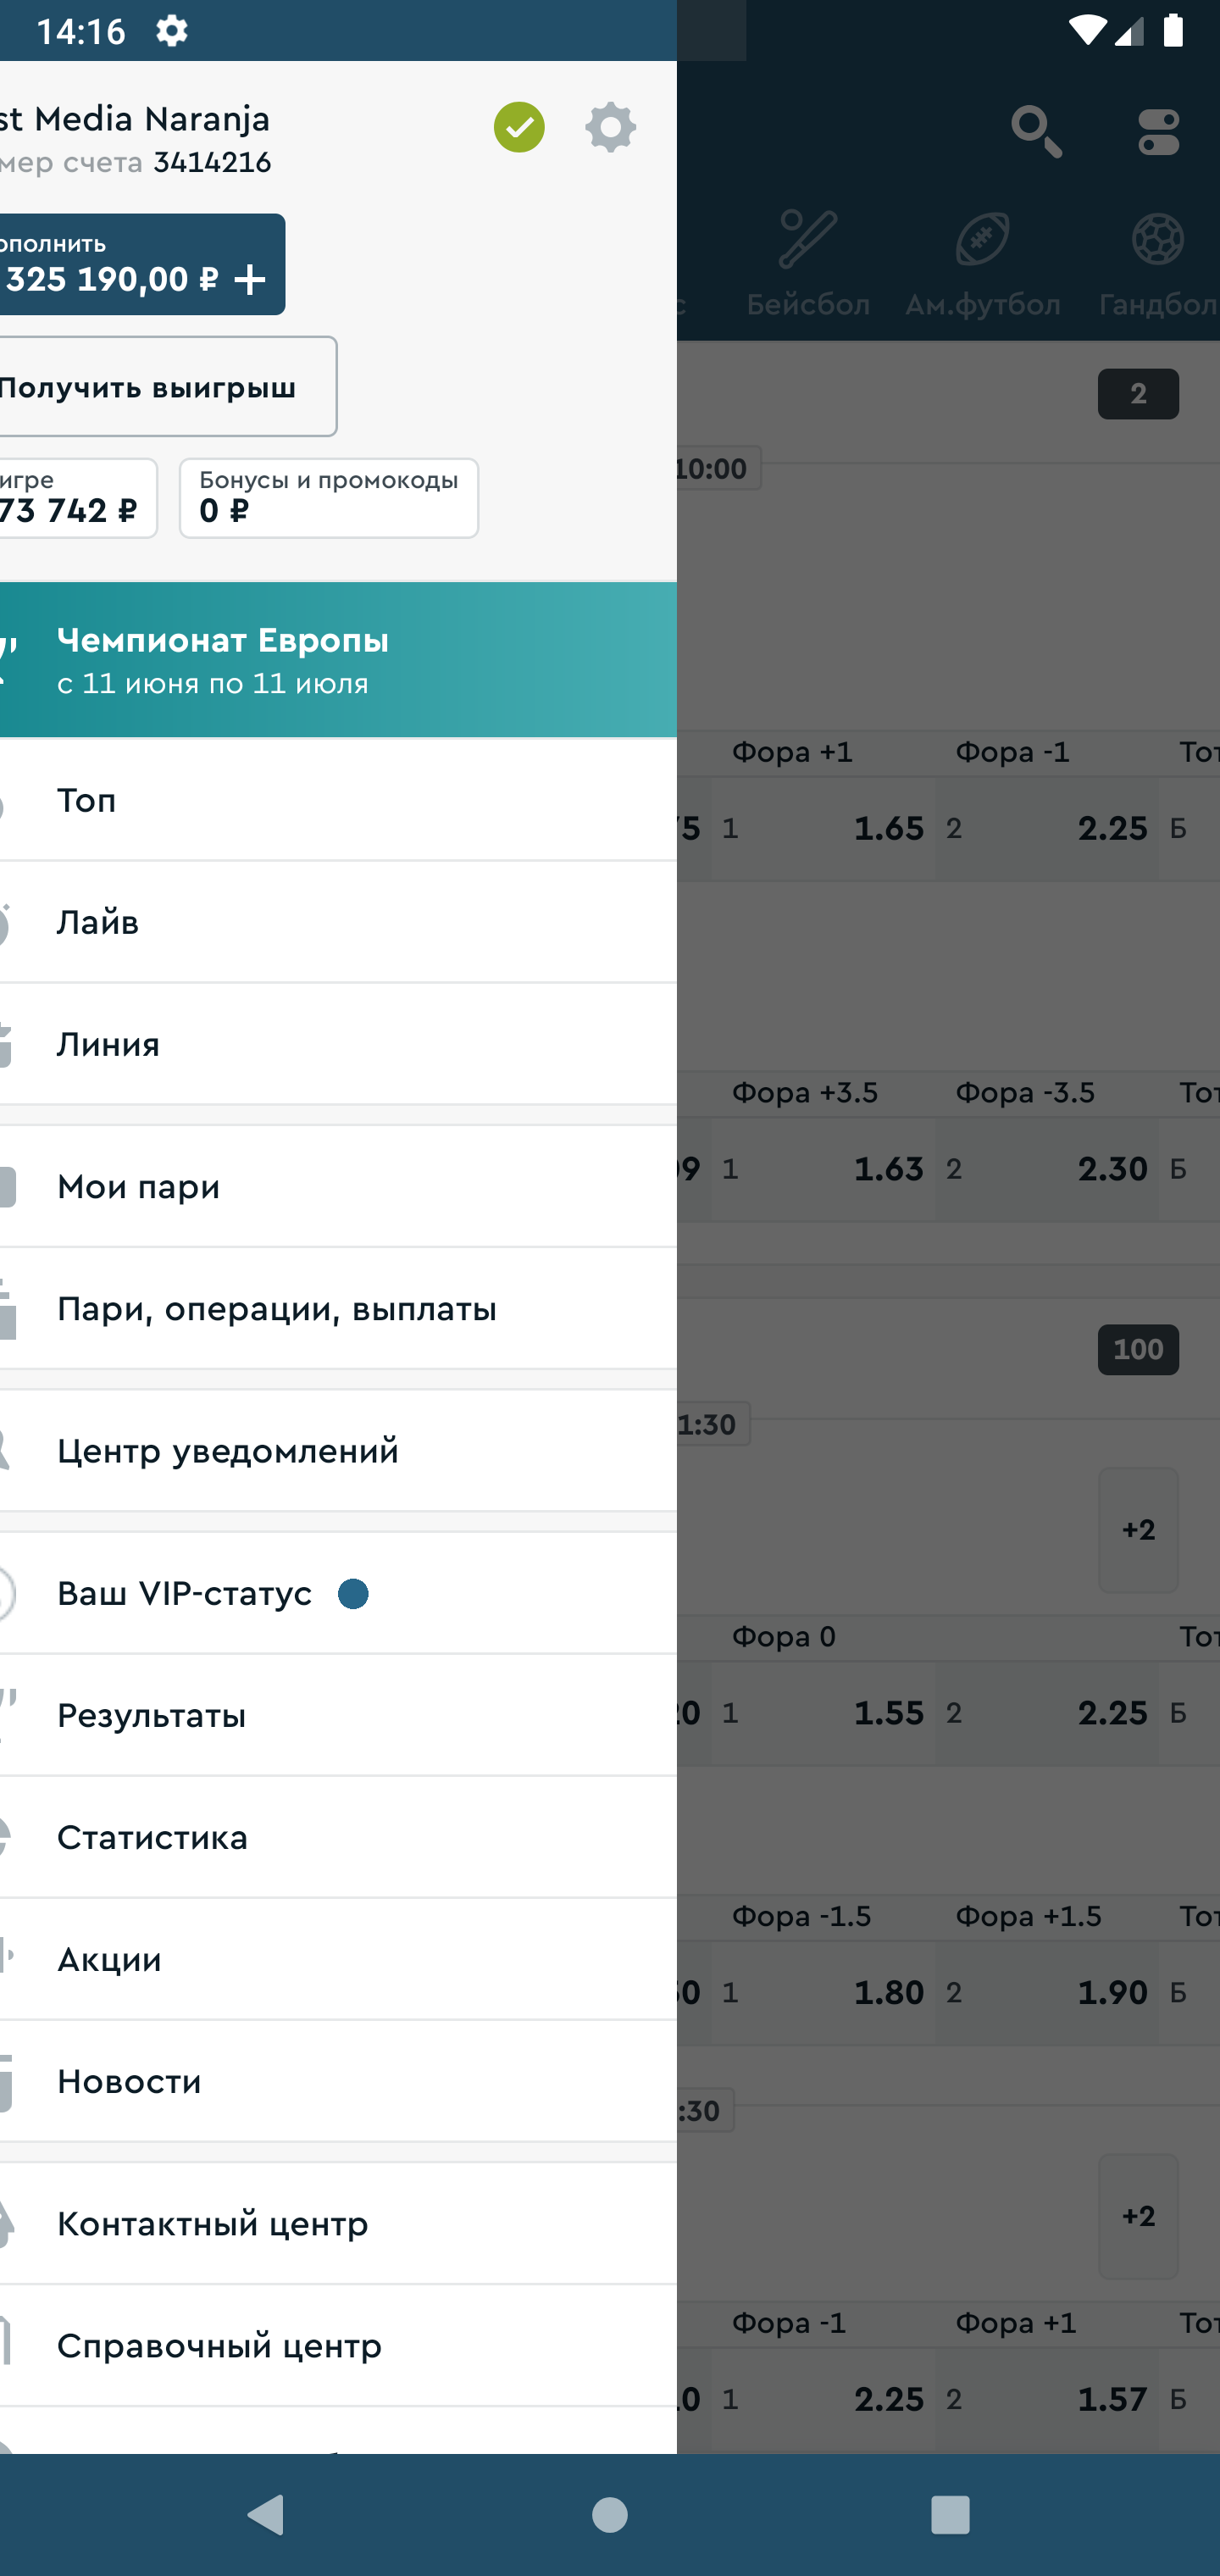 14:16
st Media Naranja
мер счета 3414216
ополнить
325 190,00 ₽ +
Получить выигрыш
игре
73 742 ₽
Бонусы и промокоды
0 ₽
Чемпионат Европы
с 11 июня по 11 июля
Топ
Лайв
Линия
Мои пари
Пари, операции, выплаты
Центр уведомлений
Ваш VIP-статус
Результаты
Статистика
Акции
Новости
Контактный центр
Справочный центр
с Бейсбол Ам.футбол Гандбол
2
10:00
Фора +1 Фора -1 Тот
75 1 1.65 2 2.25 Б
Фора +3.5 Фора -3.5 Тот
09 1 1.63 2 2.30 Б
100
1:30
+2
Фора 0 Тот
20 1 1.55 2 2.25 Б
Фора -1.5 Фора +1.5 Тот
50 1 1.80 2 1.90 Б
:30
+2
Фора -1 Фора +1 Тот
10 1 2.25 2 1.57 Б